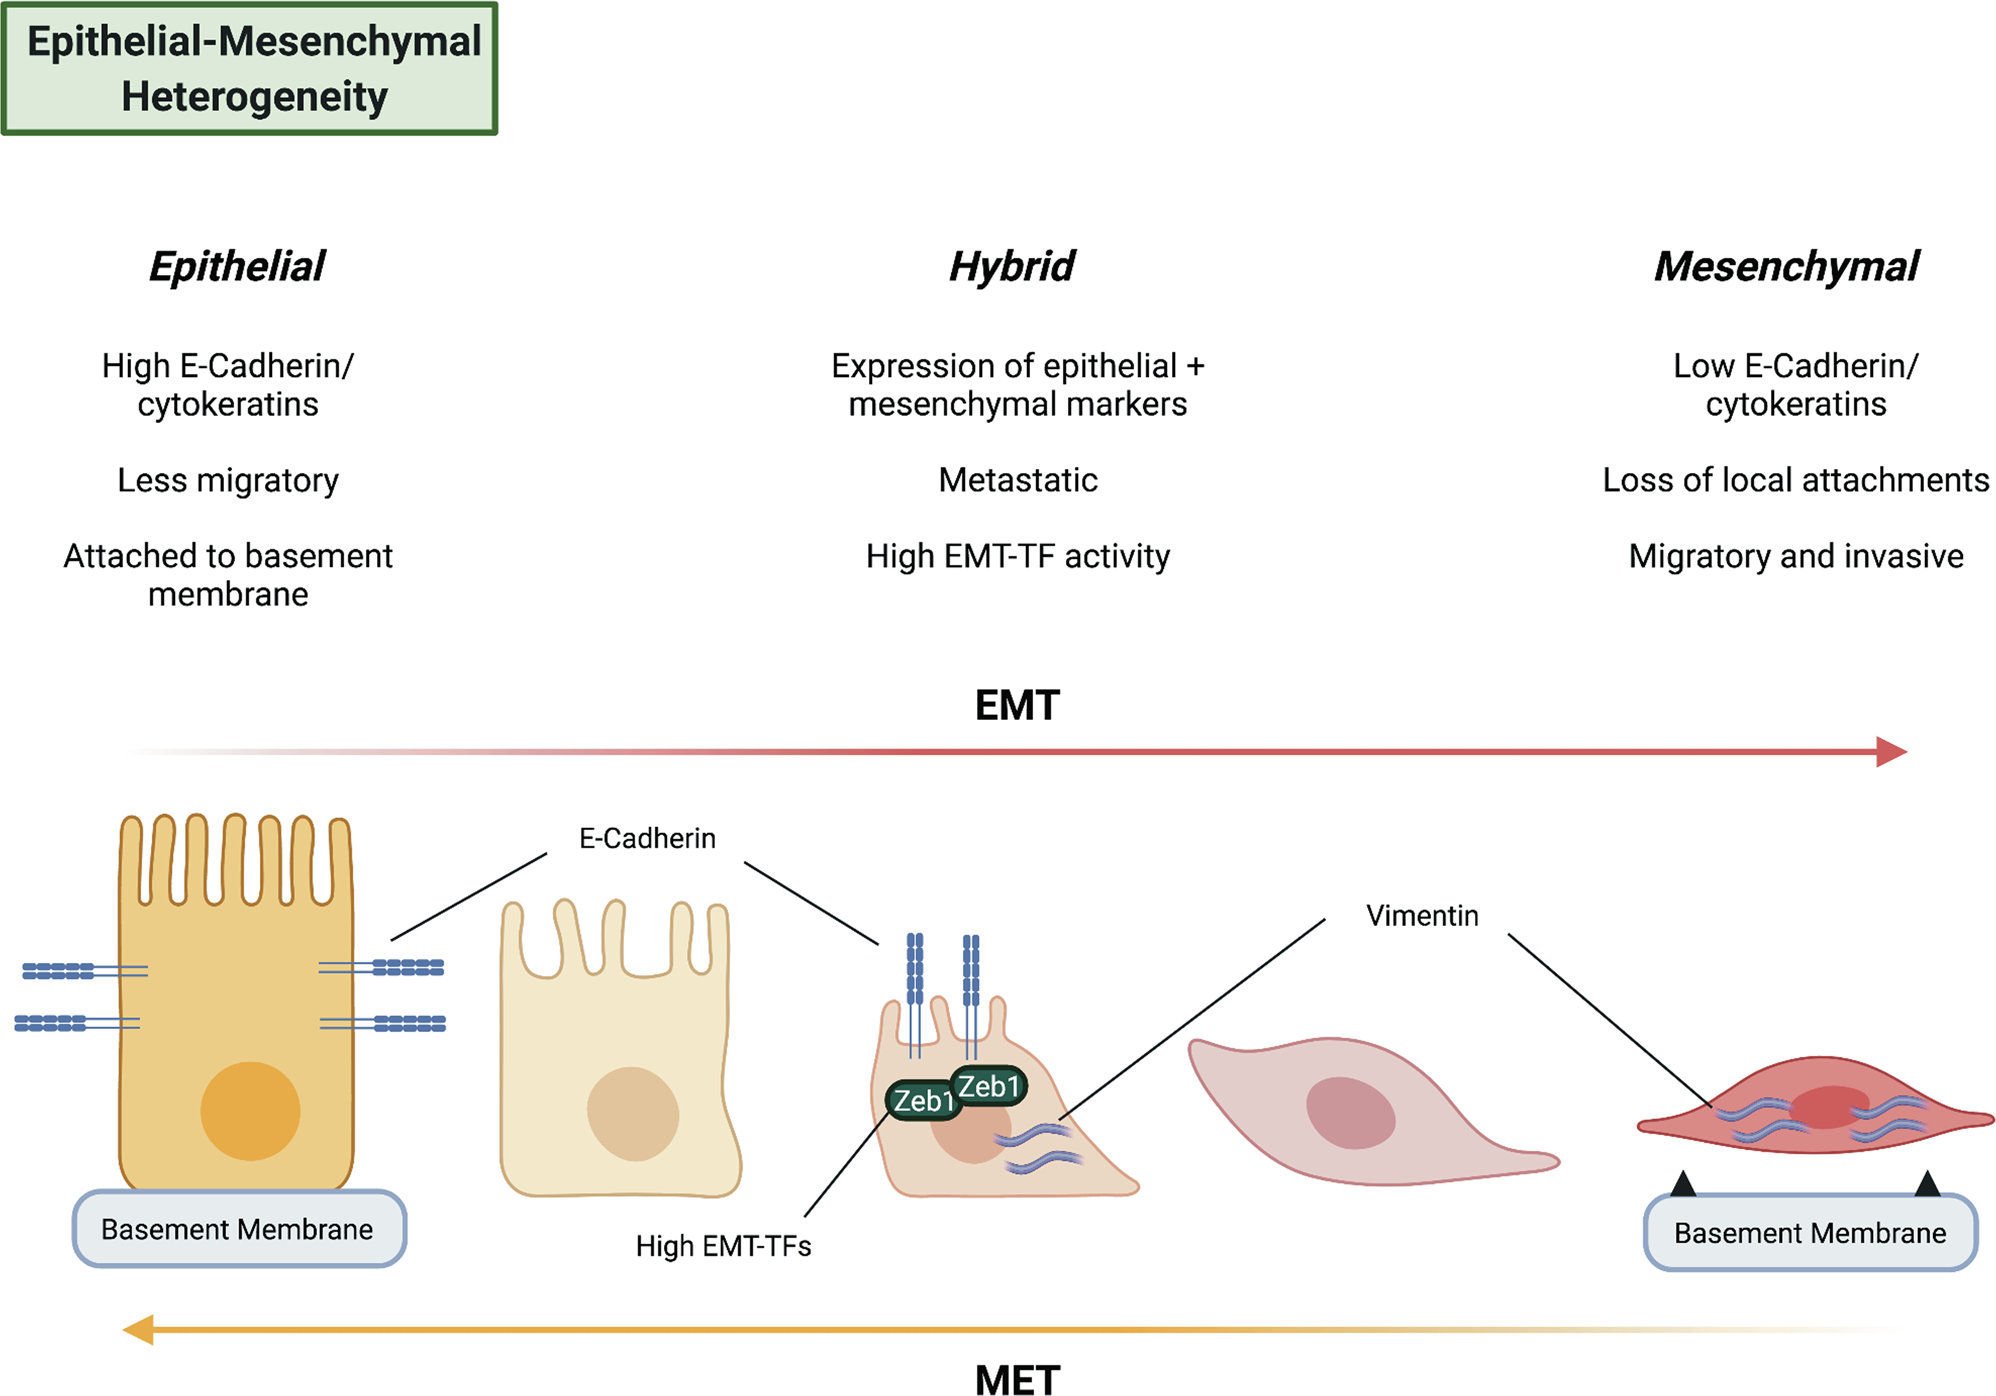 Epithelial-Mesenchymal
Heterogeneity
Epithelial
High E-Cadherin/
cytokeratins
Less migratory
Attached to basement
membrane
Hybrid
Expression of epithelial +
mesenchymal markers
Metastatic
High EMT-TF activity
Mesenchymal
Low E-Cadherin/
cytokeratins
Loss of local attachments
Migratory and invasive
EMT
E-Cadherin
Vimentin
Zeb1
Zeb1
High EMT-TFs
Basement Membrane
Basement Membrane
MET